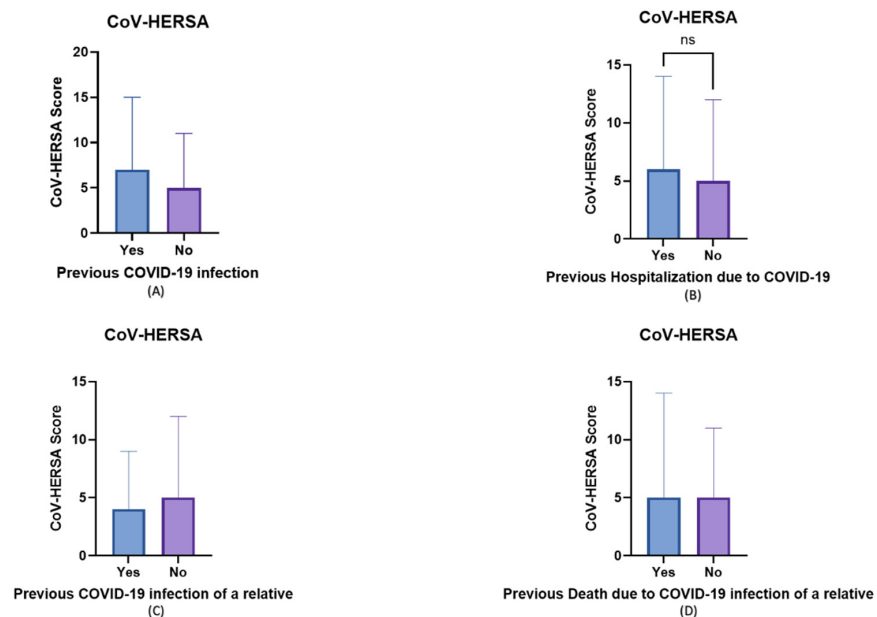 CoV-HERSA
CoV-HERSA Score
20
15
10
5
0
Yes No
Previous COVID-19 infection
(A)
CoV-HERSA
ns
CoV-HERSA Score
15
10
5
0
Yes No
Previous Hospitalization due to COVID-19
(B)
CoV-HERSA
CoV-HERSA Score
15
10
5
0
Yes No
Previous COVID-19 infection of a relative
(C)
CoV-HERSA
CoV-HERSA Score
15
10
5
0
Yes No
Previous Death due to COVID-19 infection of a relative
(D)